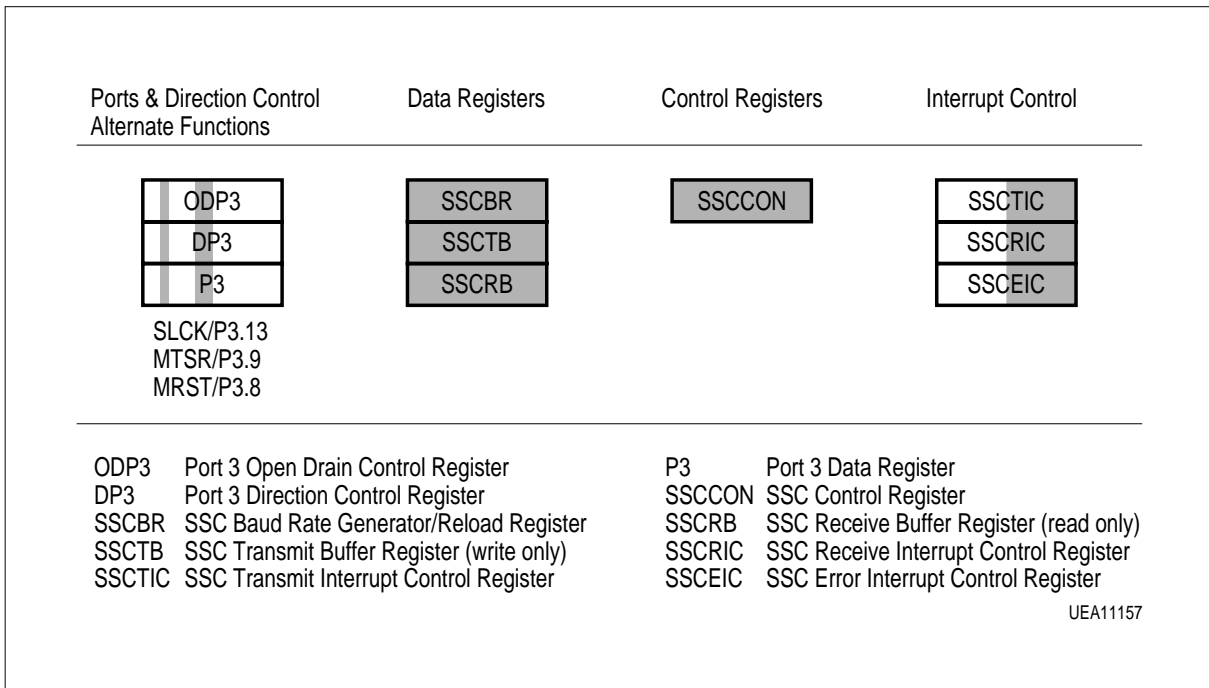 Ports & Direction Control
Alternate Functions
Data Registers
Control Registers
Interrupt Control
ODP3
DP3
P3
SLCK/P3.13
MTSR/P3.9
MRST/P3.8
SSCBR
SSCTB
SSCRB
SSCCON
SSCTIC
SSCRIC
SSCEIC
ODP3 Port 3 Open Drain Control Register
DP3 Port 3 Direction Control Register
SSCBR SSC Baud Rate Generator/Reload Register
SSCTB SSC Transmit Buffer Register (write only)
SSCTIC SSC Transmit Interrupt Control Register
P3 Port 3 Data Register
SSCCON SSC Control Register
SSCRB SSC Receive Buffer Register (read only)
SSCRIC SSC Receive Interrupt Control Register
SSCEIC SSC Error Interrupt Control Register
UEA11157